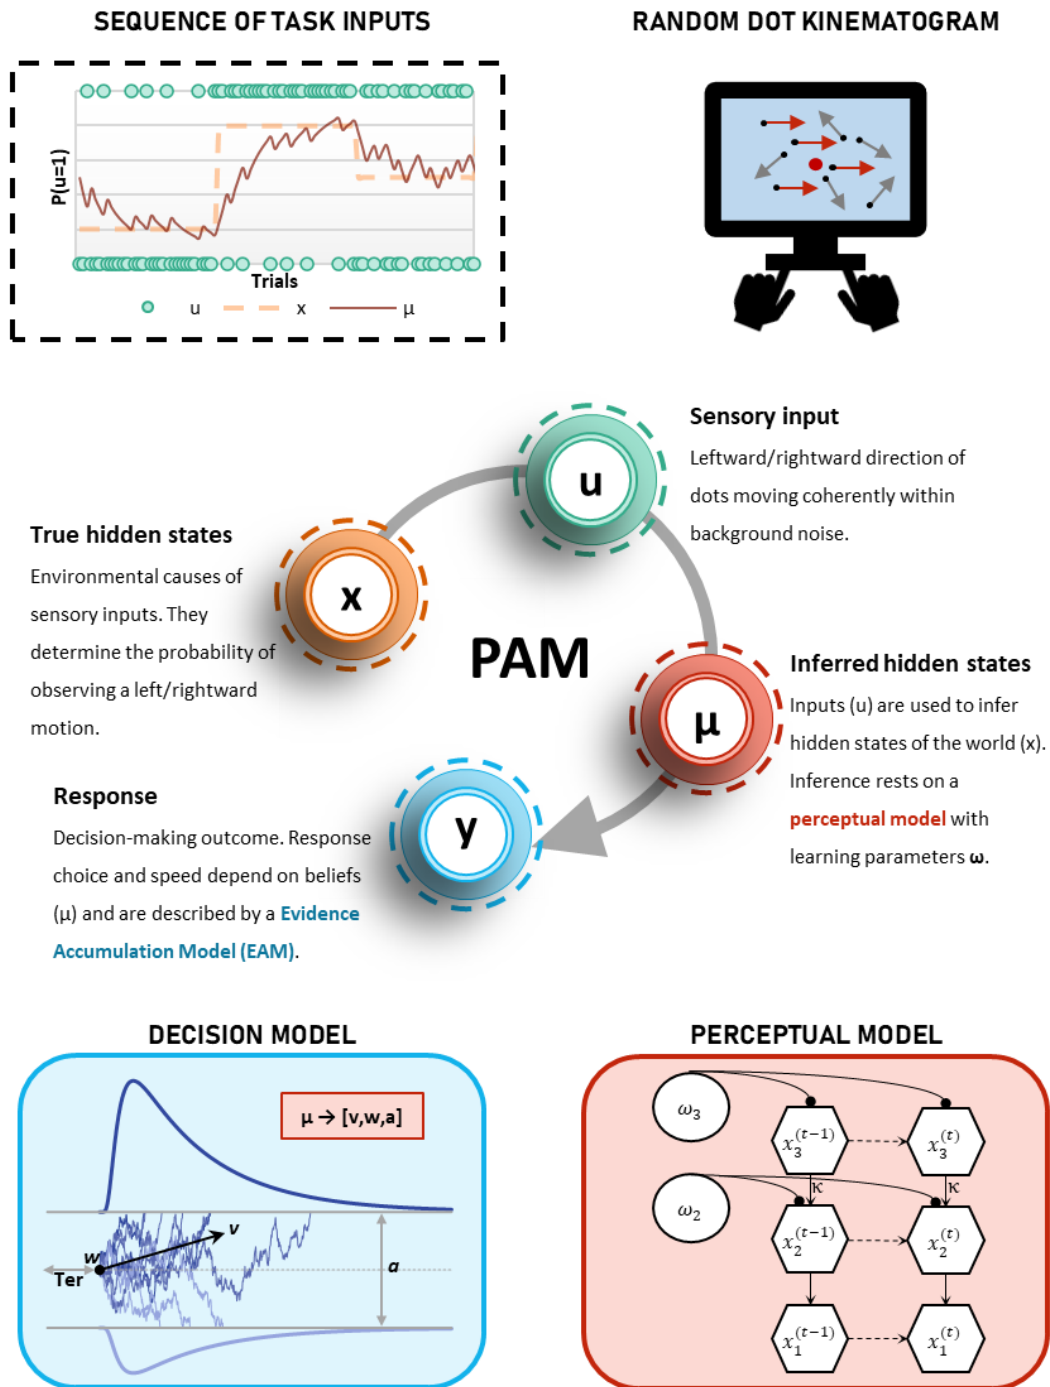 SEQUENCE OF TASK INPUTS
RANDOM DOT KINEMATOGRAM
P(u=1)
Trials
u x μ
u
Sensory input
Leftward/rightward direction of
dots moving coherently within
background noise.
True hidden states
Environmental causes of
sensory inputs. They
determine the probability of
observing a left/rightward
motion.
x
PAM
μ
Inferred hidden states
Inputs (u) are used to infer
hidden states of the world (x).
Inference rests on a
perceptual model with
learning parameters ω.
Response
Decision-making outcome. Response
choice and speed depend on beliefs
(μ) and are described by a Evidence
Accumulation Model (EAM).
y
DECISION MODEL
μ → [v,w,a]
v
w
Ter
a
PERCEPTUAL MODEL
ω₃
x₃^(t−1) x₃^(t)
κ κ
ω₂
x₂^(t−1) x₂^(t)
x₁^(t−1) x₁^(t)